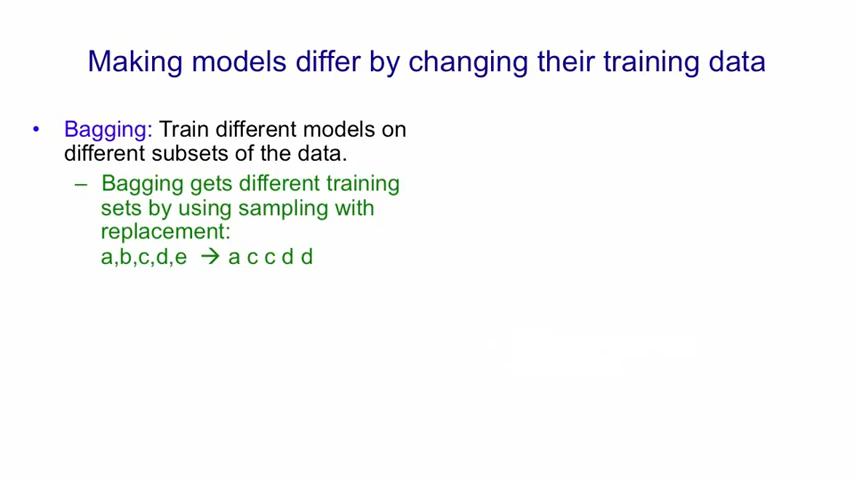 Making models differ by changing their training data
• Bagging: Train different models on
different subsets of the data.
– Bagging gets different training
sets by using sampling with
replacement:
a,b,c,d,e → a c c d d